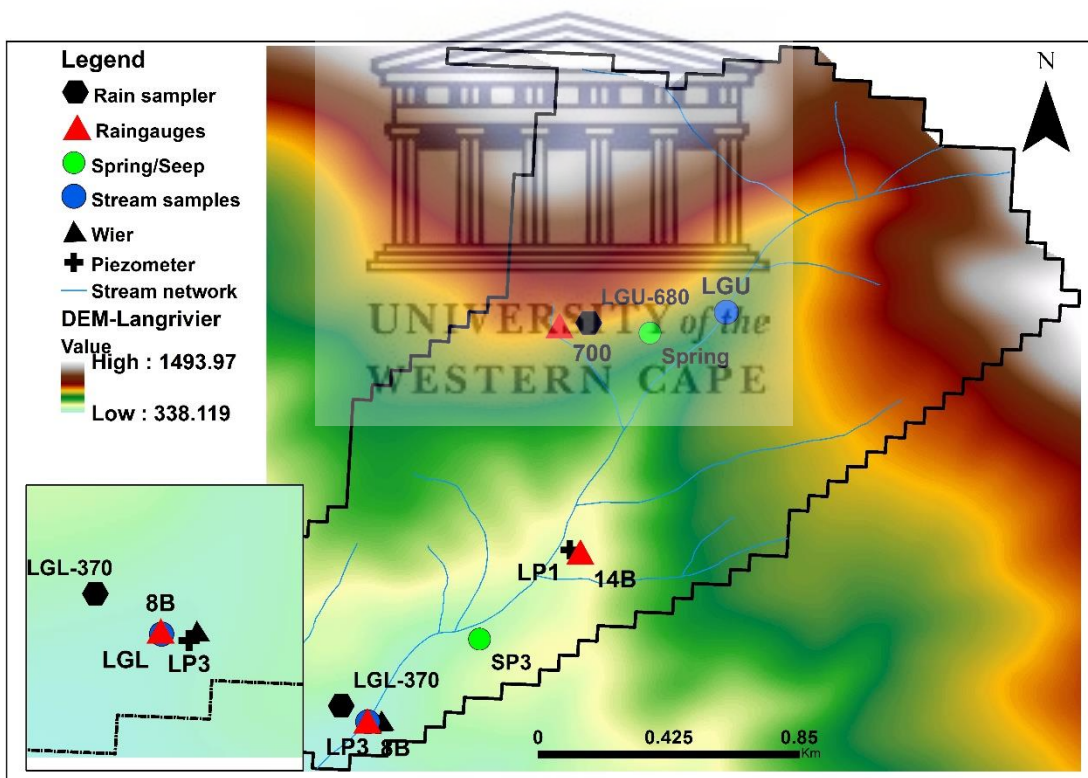 Legend
Rain sampler
Raingauges
Spring/Seep
Stream samples
Wier
Piezometer
Stream network
DEM-Langrivier
Value
High : 1493.97
Low : 338.119
N
UNIVERSITY of the
WESTERN CAPE
LGU-680
LGU
700
Spring
LP1
14B
SP3
LGL-370
LP3
8B
0
0.425
0.85
Km
LGL-370
8B
LGL
LP3